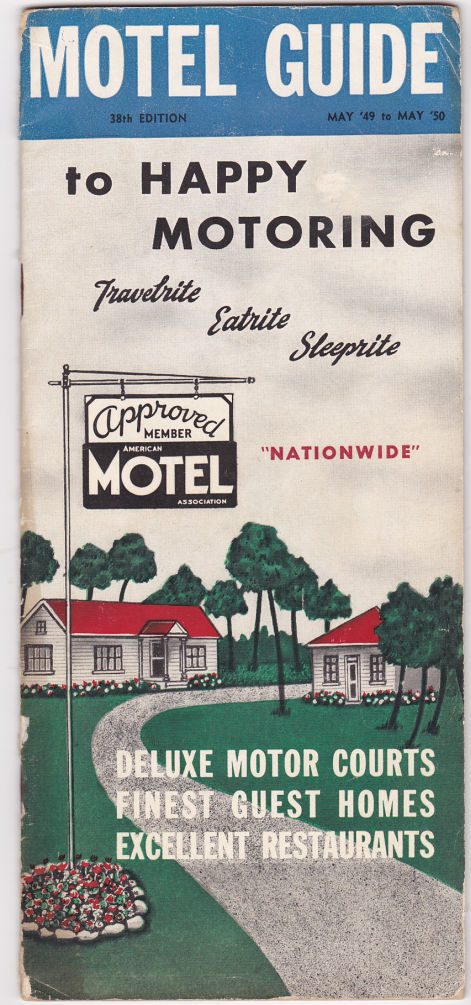 MOTEL GUIDE
38th EDITION MAY '49 to MAY '50
to HAPPY
MOTORING
Travelrite
Eatrite
Sleeprite
Approved
MEMBER
AMERICAN
MOTEL
ASSOCIATION
"NATIONWIDE"
DELUXE MOTOR COURTS
FINEST GUEST HOMES
EXCELLENT RESTAURANTS